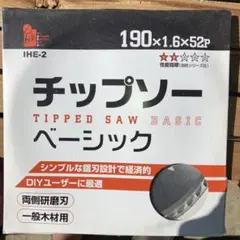 190×1.6×52P
IHE-2
★★☆☆☆
チップソー
TIPPED SAW BASIC
ベーシック
シンプルな鋼刃設計で経済的
DIYユーザーに最適
両側研磨刃
一般木材用